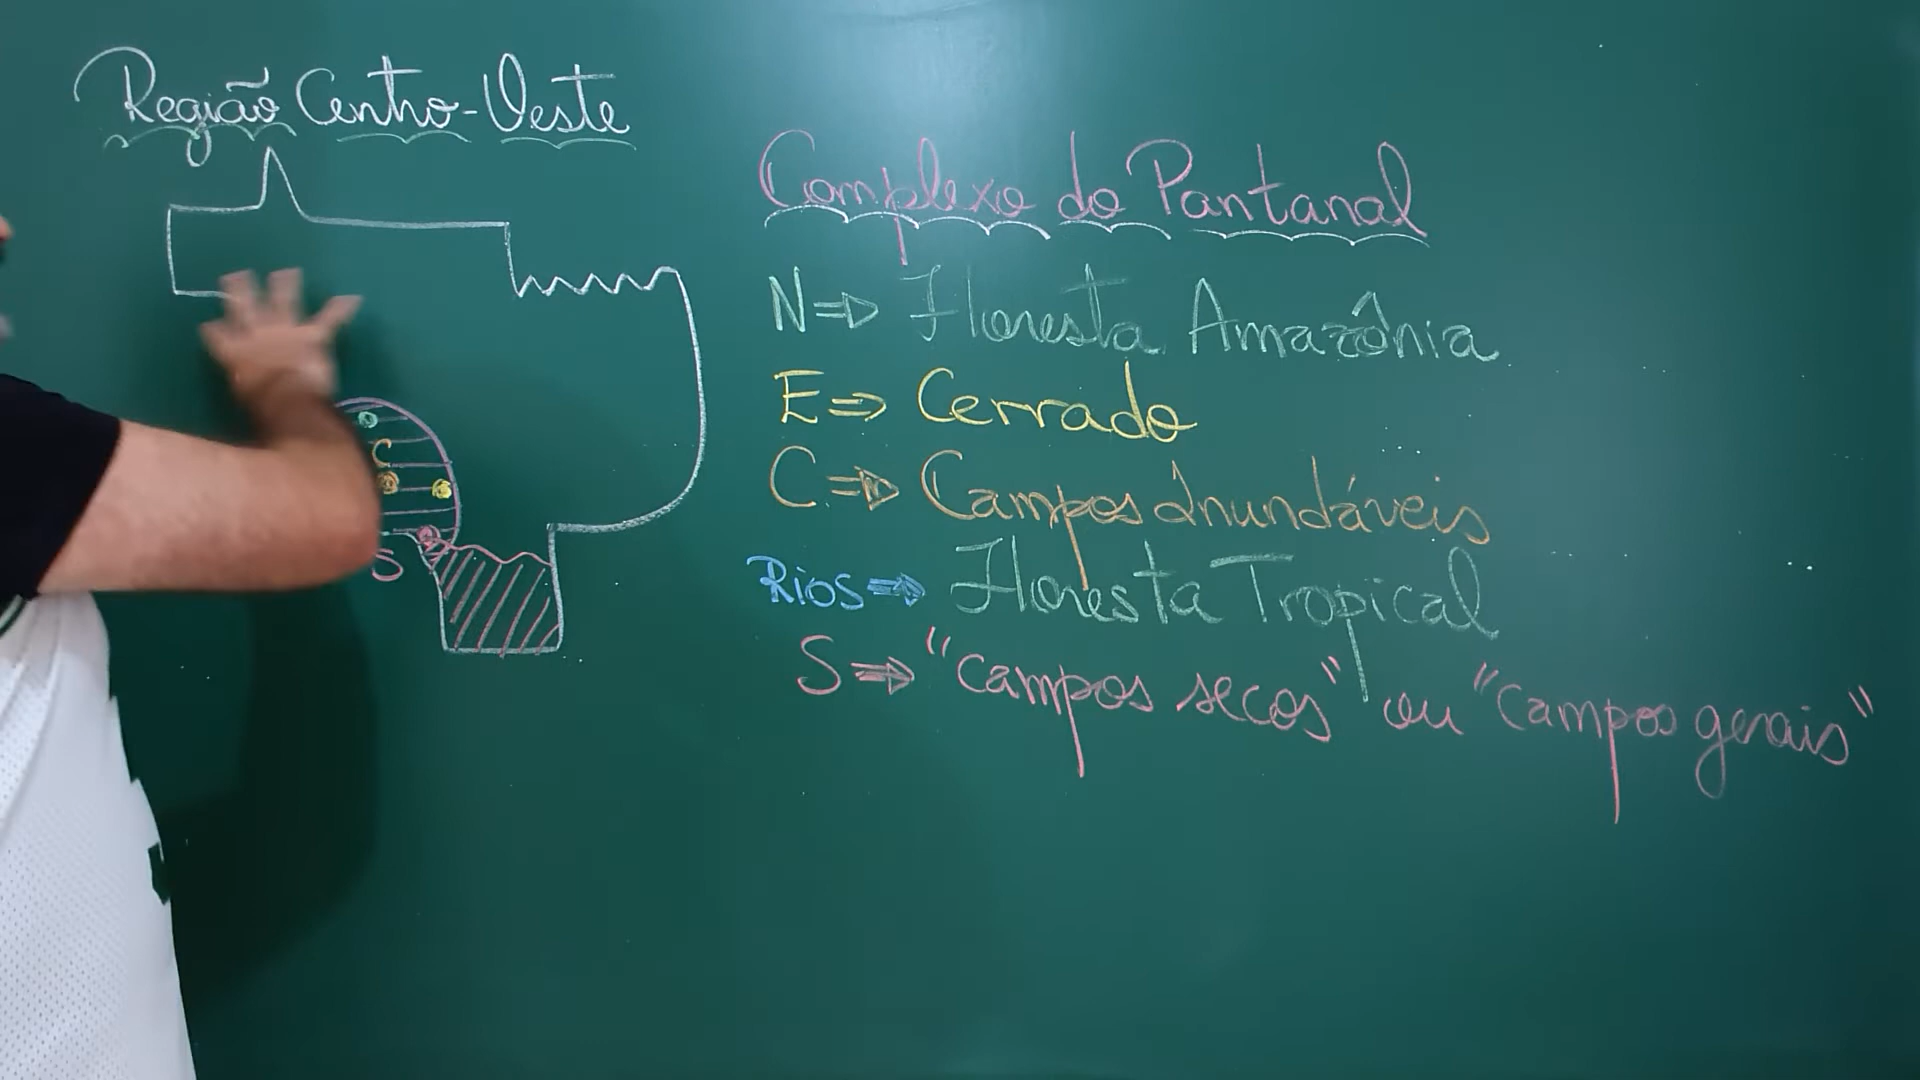 Região Centro-Oeste
C
S
Complexo do Pantanal
N⇒ Floresta Amazônia
E⇒ Cerrado
C⇒ Campos Inundáveis
Rios⇒ Floresta Tropical
S⇒ "campos secos" ou "campos gerais"